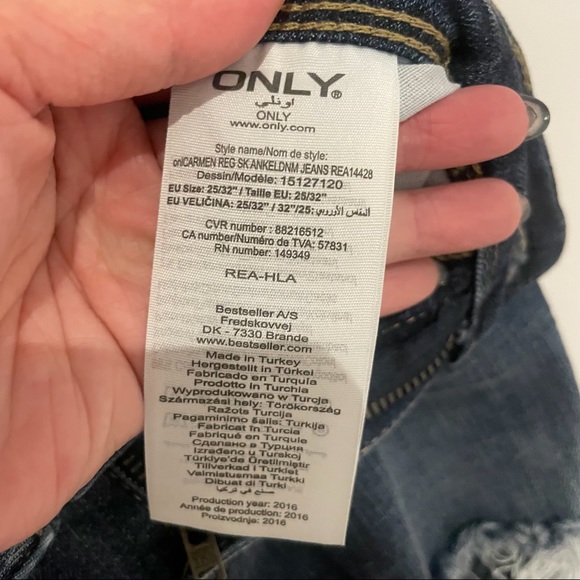 ONLY®
اونلي
ONLY
www.only.com
Style name/Nom de style:
onlCARMEN REG SK ANKELDNM JEANS REA14428
Dessin/Modèle: 15127120
EU Size: 25/32" / Taille EU: 25/32"
EU VELIČINA: 25/32" / 32"/25: المقاس الأوروبي
CVR number : 88216512
CA number/Numéro de TVA: 57831
RN number: 149349
REA-HLA
Bestseller A/S
Fredskovvej
DK - 7330 Brande
www.bestseller.com
Made in Turkey
Hergestellt in Türkei
Fabricado en Turquía
Prodotto in Turchia
Wyprodukowano w Turcja
Származási hely: Törökország
Ražots Turcija
Pagaminimo šalis: Turkija
Fabricat în Turcia
Fabriqué en Turquie
Сделано в Турция
Izrađeno u Turskoj
Türkiye'de Üretilmiştir
Tillverkad i Turkiet
Valmistusmaa Turkki
Dibuat di Turki
صنع في تركيا
Production year: 2016
Année de production: 2016
Proizvodnje: 2016